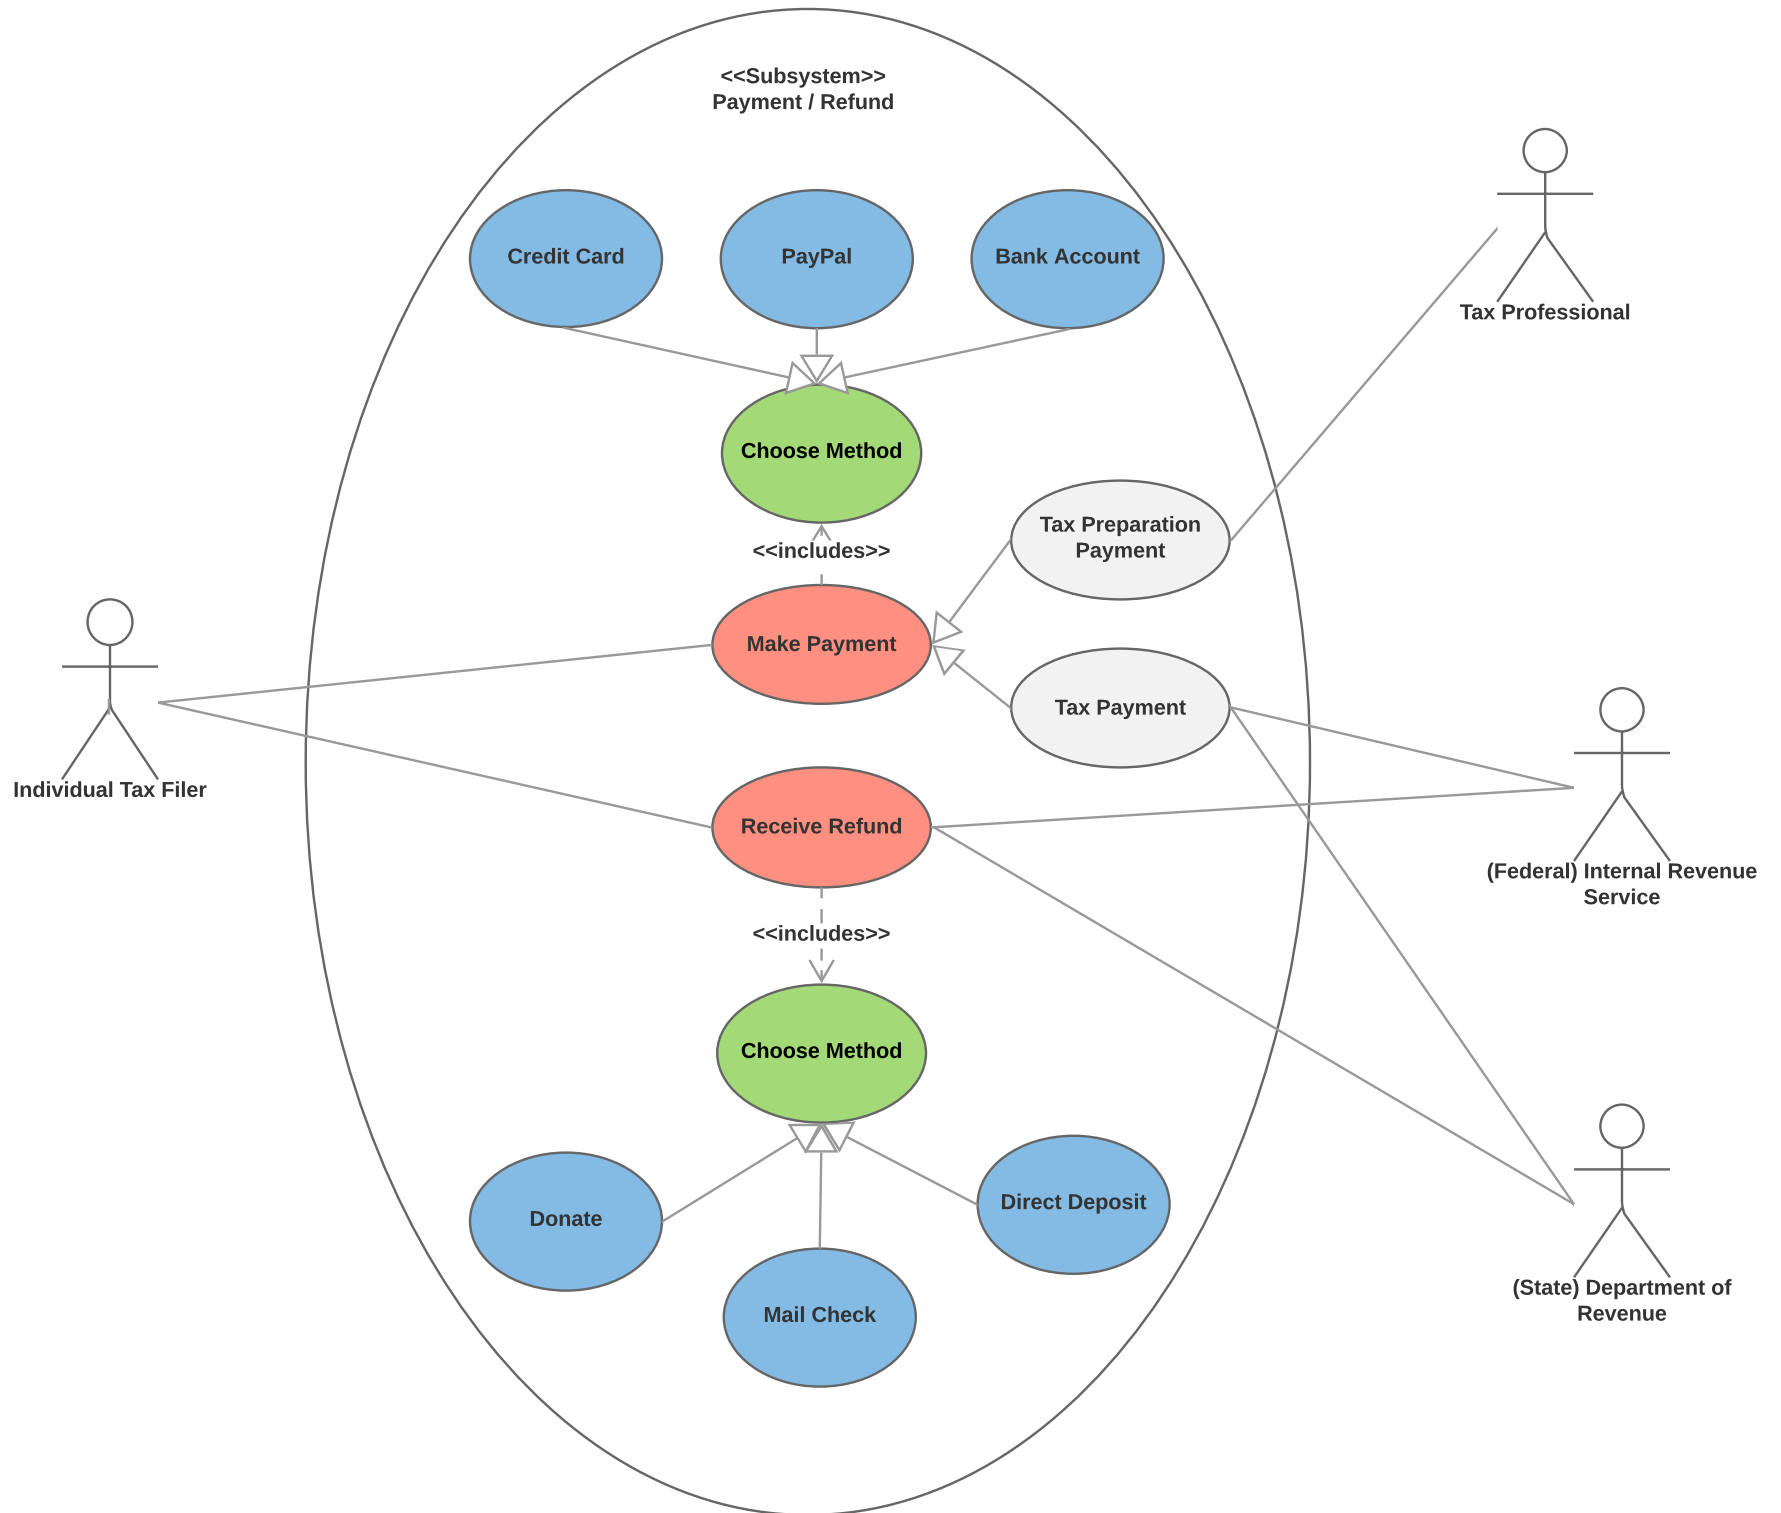 <<Subsystem>>
Payment / Refund
Credit Card
PayPal
Bank Account
Tax Professional
Choose Method
Tax Preparation
Payment
<<includes>>
Make Payment
Tax Payment
Individual Tax Filer
Receive Refund
(Federal) Internal Revenue
Service
<<includes>>
Choose Method
Donate
Direct Deposit
Mail Check
(State) Department of
Revenue